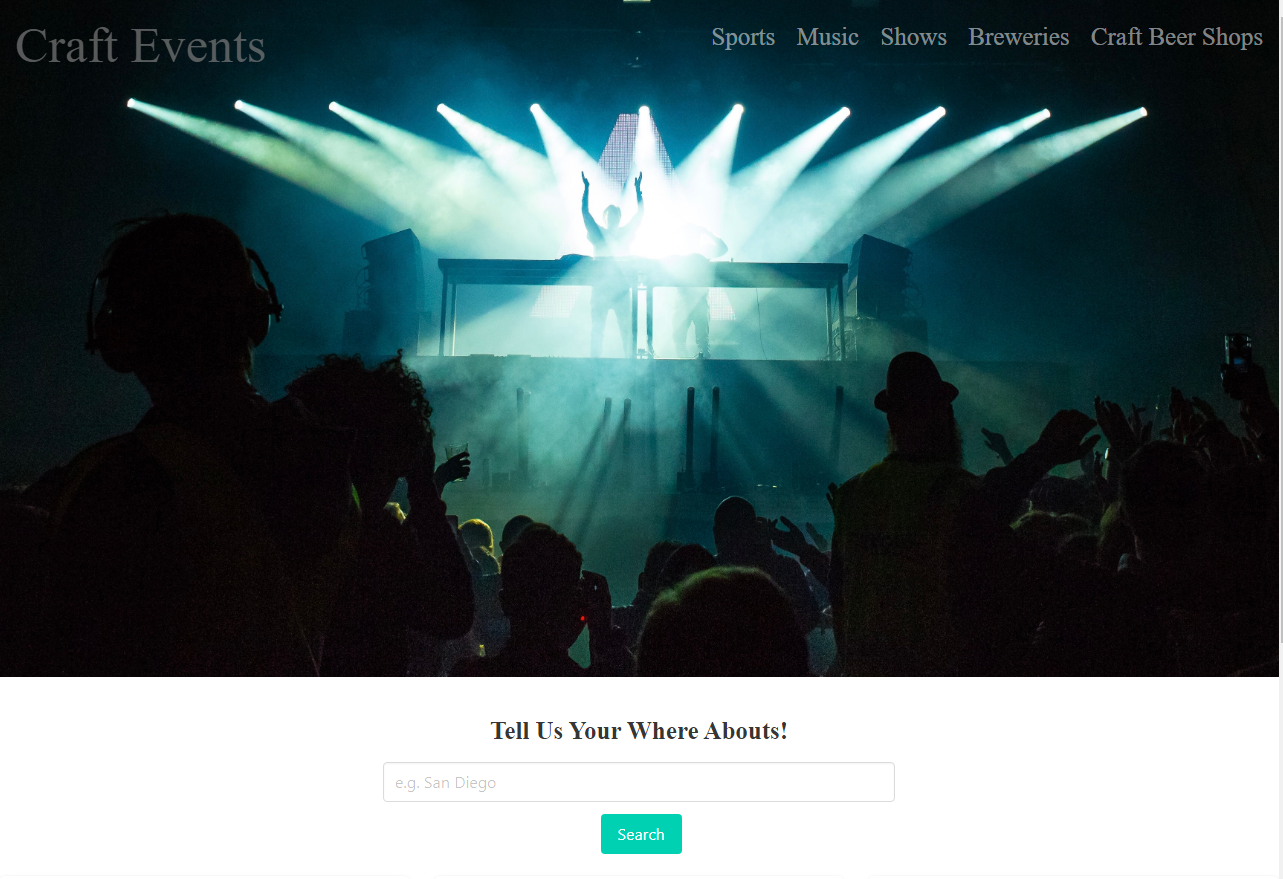 Craft Events
Sports Music Shows Breweries Craft Beer Shops
Tell Us Your Where Abouts!
e.g. San Diego
Search